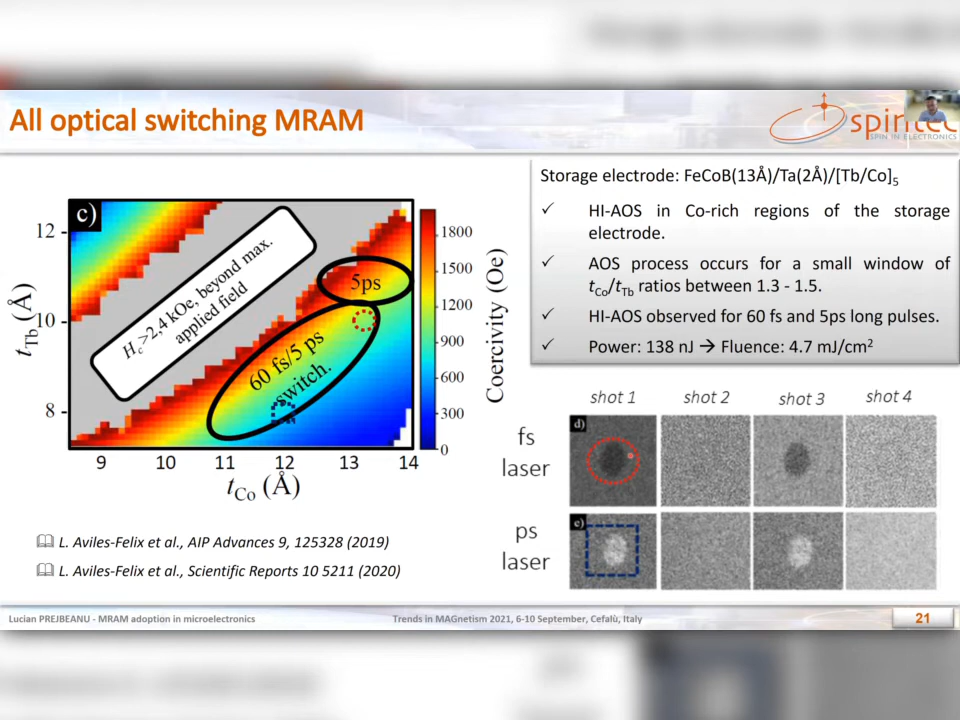 All optical switching MRAM
spintec
SPIN IN ELECTRONICS
Storage electrode: FeCoB(13Å)/Ta(2Å)/[Tb/Co]5
✓ HI-AOS in Co-rich regions of the storage
electrode.
✓ AOS process occurs for a small window of
tCo/tTb ratios between 1.3 - 1.5.
✓ HI-AOS observed for 60 fs and 5ps long pulses.
✓ Power: 138 nJ → Fluence: 4.7 mJ/cm²
c)
12
10
8
tTb (Å)
Hc>2,4 kOe, beyond max.
applied field
5ps
60 fs/5 ps
switch.
9 10 11 12 13 14
tCo (Å)
1800
1500
1200
900
600
300
0
Coercivity (Oe)
shot 1 shot 2 shot 3 shot 4
fs
laser
d)
ps
laser
e)
L. Aviles-Felix et al., AIP Advances 9, 125328 (2019)
L. Aviles-Felix et al., Scientific Reports 10 5211 (2020)
Lucian PREJBEANU - MRAM adoption in microelectronics
Trends in MAGnetism 2021, 6-10 September, Cefalù, Italy
21